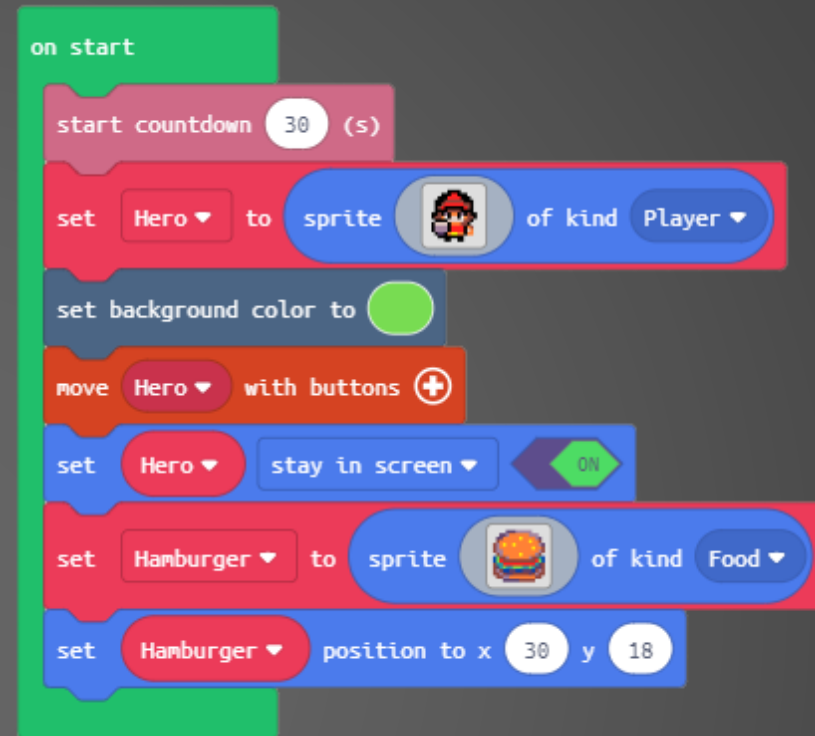 on start
start countdown 30 (s)
set Hero to sprite of kind Player
set background color to
move Hero with buttons
set Hero stay in screen ON
set Hamburger to sprite of kind Food
set Hamburger position to x 30 y 18